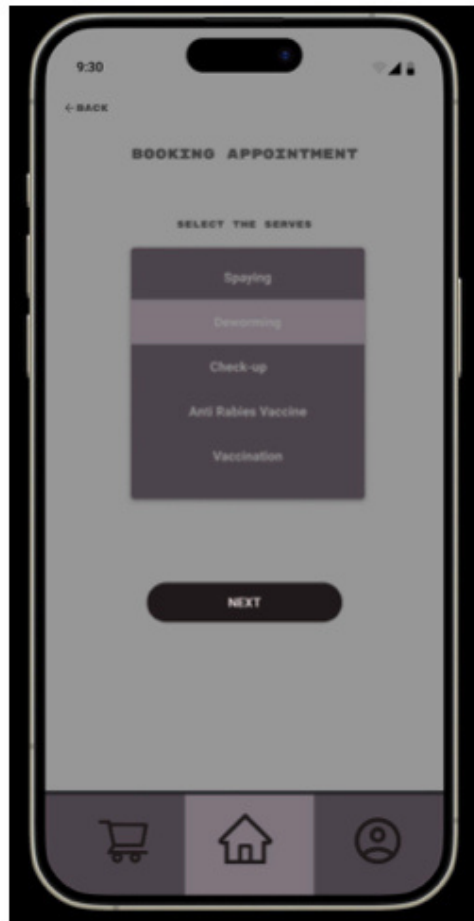 9:30
← BACK
BOOKING APPOINTMENT
SELECT THE SERVES
Spaying
Deworming
Check-up
Anti Rabies Vaccine
Vaccination
NEXT